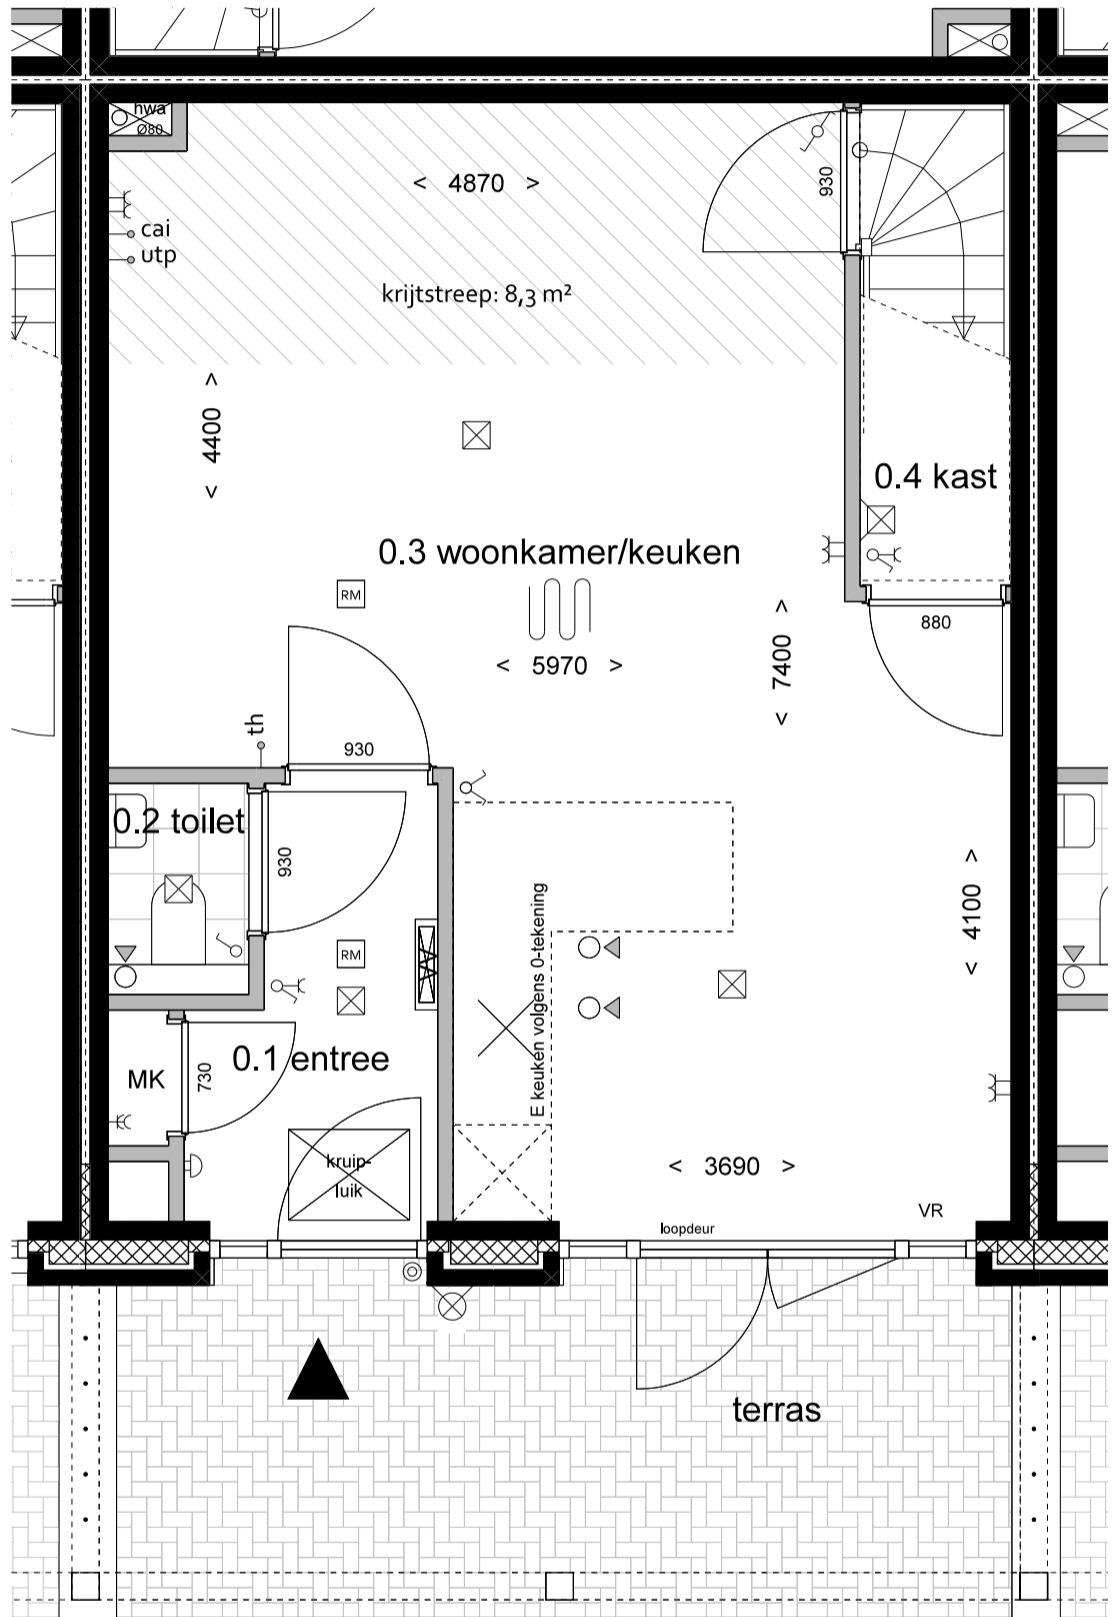 hwa
Ø80
< 4870 >
930
cai
utp
krijtstreep: 8,3 m²
< 4400 >
0.4 kast
0.3 woonkamer/keuken
RM
880
< 5970 >
< 7400 >
th
930
0.2 toilet
930
E keuken volgens 0-tekening
< 4100 >
RM
0.1 entree
MK
730
kruip-
luik
< 3690 >
VR
loopdeur
terras